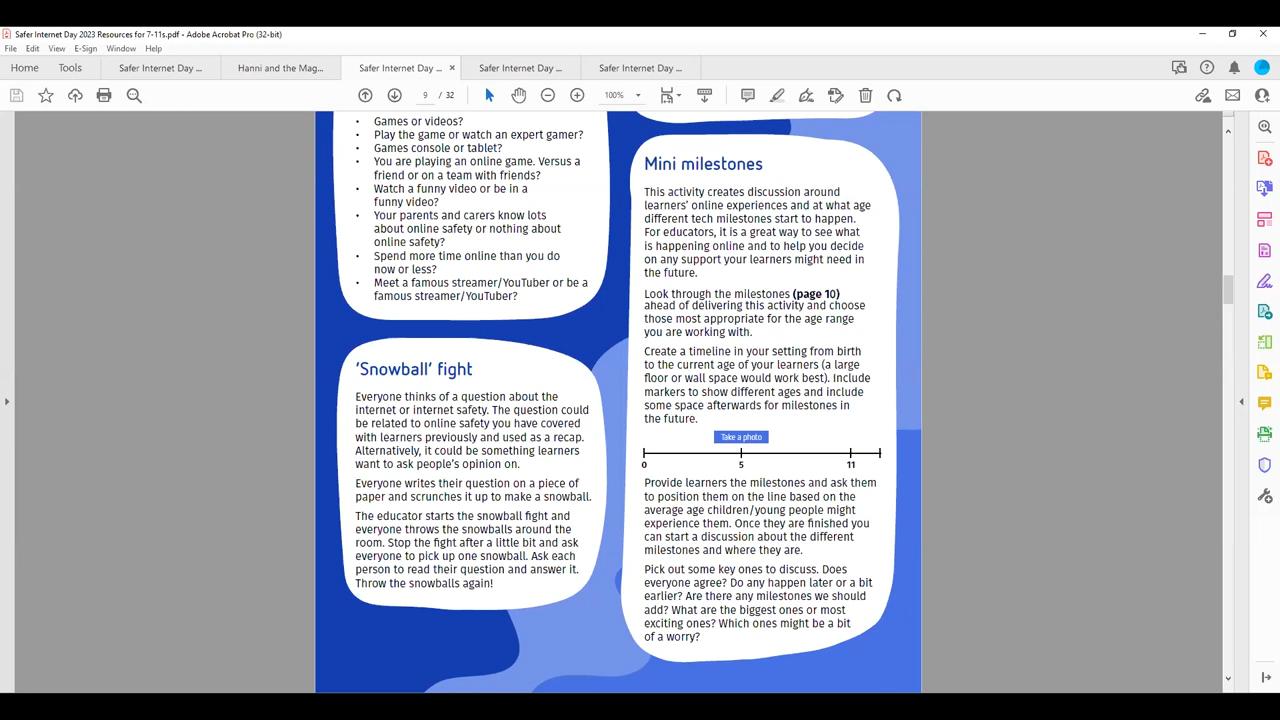 Safer Internet Day 2023 Resources for 7-11s.pdf - Adobe Acrobat Pro (32-bit)
File Edit View E-Sign Window Help
Home Tools Safer Internet Day ... Hanni and the Mag... Safer Internet Day ... × Safer Internet Day ... Safer Internet Day ...
9 / 32 100%
• Games or videos?
• Play the game or watch an expert gamer?
• Games console or tablet?
• You are playing an online game. Versus a
friend or on a team with friends?
• Watch a funny video or be in a
funny video?
• Your parents and carers know lots
about online safety or nothing about
online safety?
• Spend more time online than you do
now or less?
• Meet a famous streamer/YouTuber or be a
famous streamer/YouTuber?
'Snowball' fight
Everyone thinks of a question about the
internet or internet safety. The question could
be related to online safety you have covered
with learners previously and used as a recap.
Alternatively, it could be something learners
want to ask people's opinion on.
Everyone writes their question on a piece of
paper and scrunches it up to make a snowball.
The educator starts the snowball fight and
everyone throws the snowballs around the
room. Stop the fight after a little bit and ask
everyone to pick up one snowball. Ask each
person to read their question and answer it.
Throw the snowballs again!
Mini milestones
This activity creates discussion around
learners' online experiences and at what age
different tech milestones start to happen.
For educators, it is a great way to see what
is happening online and to help you decide
on any support your learners might need in
the future.
Look through the milestones (page 10)
ahead of delivering this activity and choose
those most appropriate for the age range
you are working with.
Create a timeline in your setting from birth
to the current age of your learners (a large
floor or wall space would work best). Include
markers to show different ages and include
some space afterwards for milestones in
the future.
Take a photo
0 5 11
Provide learners the milestones and ask them
to position them on the line based on the
average age children/young people might
experience them. Once they are finished you
can start a discussion about the different
milestones and where they are.
Pick out some key ones to discuss. Does
everyone agree? Do any happen later or a bit
earlier? Are there any milestones we should
add? What are the biggest ones or most
exciting ones? Which ones might be a bit
of a worry?